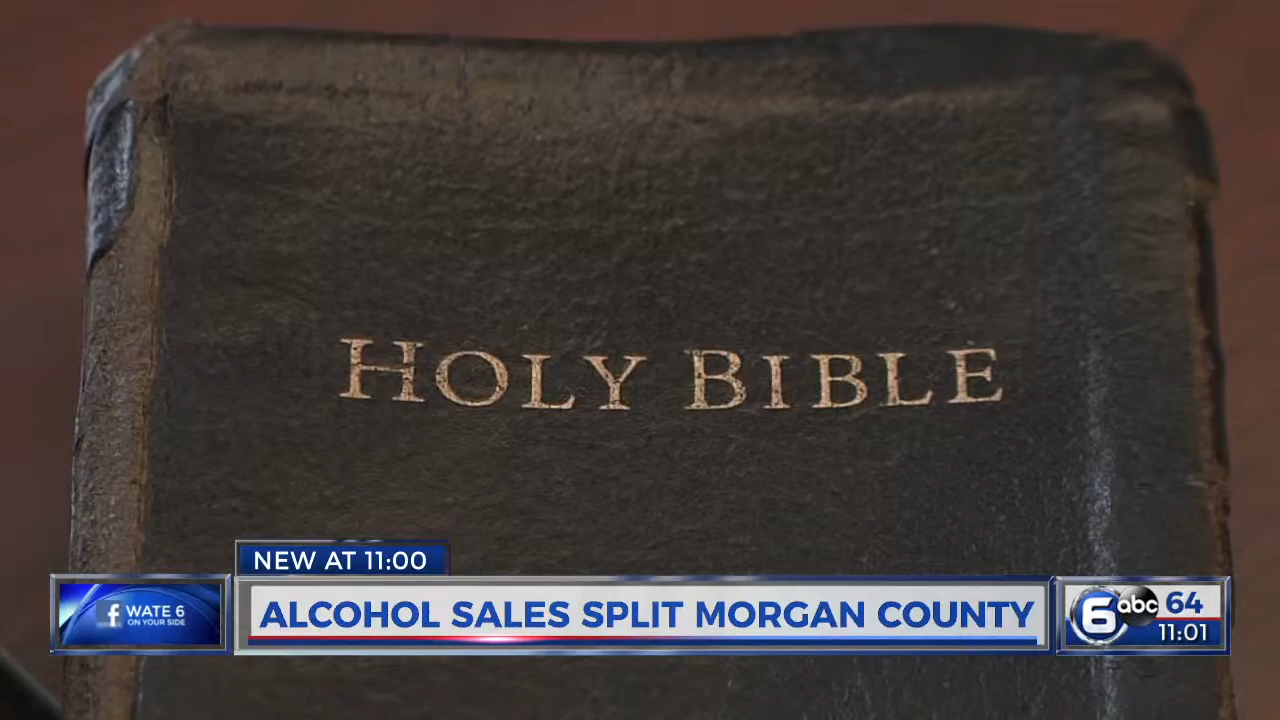 HOLY BIBLE
NEW AT 11:00
f WATE 6
ON YOUR SIDE
ALCOHOL SALES SPLIT MORGAN COUNTY
6 abc 64
11:01